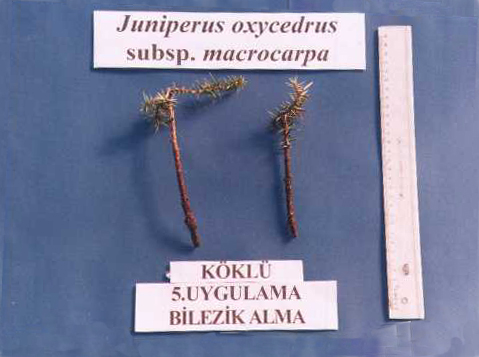 Juniperus oxycedrus
subsp. macrocarpa
KÖKLÜ
5.UYGULAMA
BİLEZİK ALMA